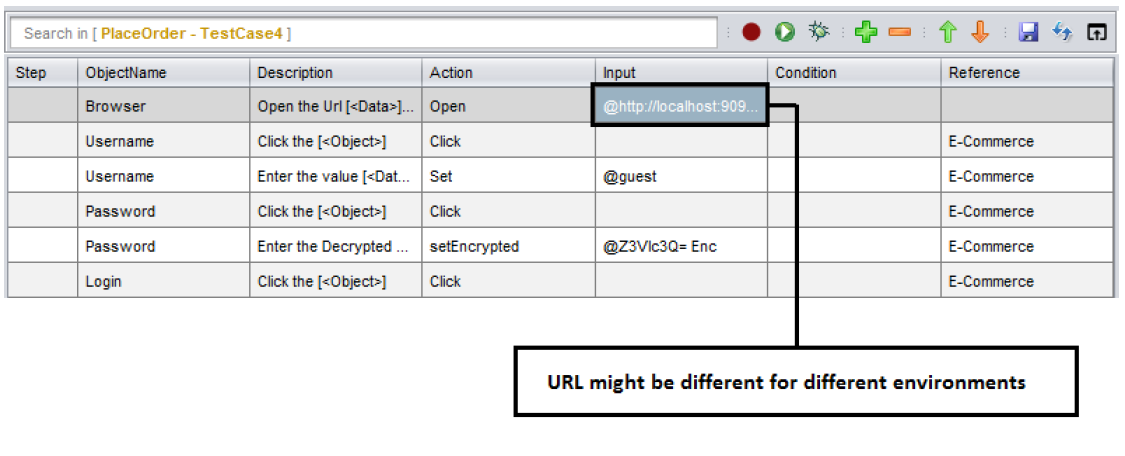 Search in [ PlaceOrder - TestCase4 ]
Step ObjectName Description Action Input Condition Reference
Browser Open the Url [<Data>]... Open @http://localhost:909...
Username Click the [<Object>] Click E-Commerce
Username Enter the value [<Dat... Set @guest E-Commerce
Password Click the [<Object>] Click E-Commerce
Password Enter the Decrypted ... setEncrypted @Z3Vlc3Q= Enc E-Commerce
Login Click the [<Object>] Click E-Commerce
URL might be different for different environments